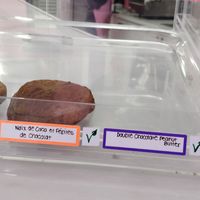 Noix de Coco et Pépites
de Chocolat
Double Chocolate Peanut
Butter